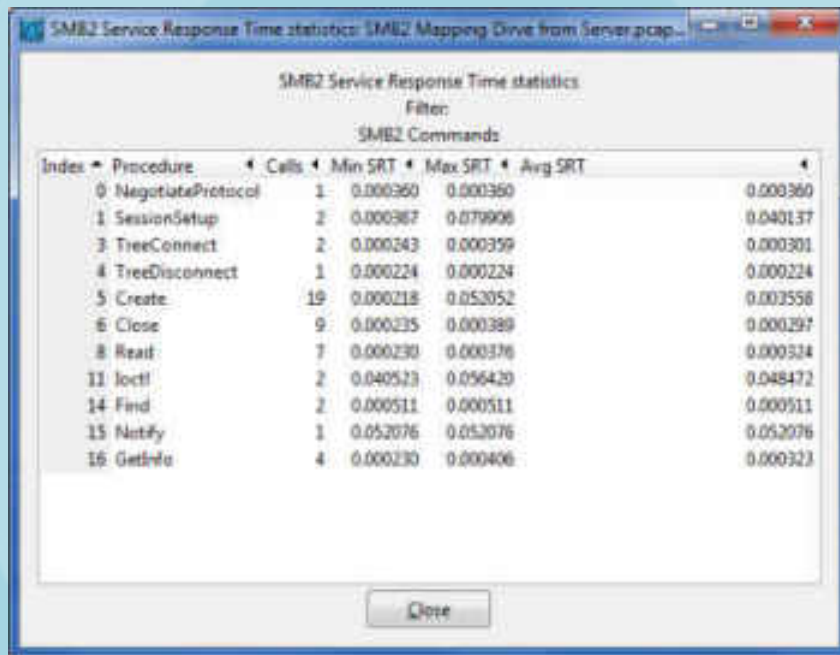 SMB2 Service Response Time statistics: SMB2 Mapping Dirve from Server.pcap...
SMB2 Service Response Time statistics
Filter:
SMB2 Commands
Index Procedure Calls Min SRT Max SRT Avg SRT
0 NegotiateProtocol 1 0.000360 0.000360 0.000360
1 SessionSetup 2 0.000367 0.079906 0.040137
3 TreeConnect 2 0.000243 0.000359 0.000301
4 TreeDisconnect 1 0.000224 0.000224 0.000224
5 Create 19 0.000218 0.052052 0.003558
6 Close 9 0.000235 0.000389 0.000297
8 Read 7 0.000230 0.000376 0.000324
11 Ioctl 2 0.040523 0.056420 0.048472
14 Find 2 0.000511 0.000511 0.000511
15 Notify 1 0.052076 0.052076 0.052076
16 GetInfo 4 0.000230 0.000406 0.000323
Close